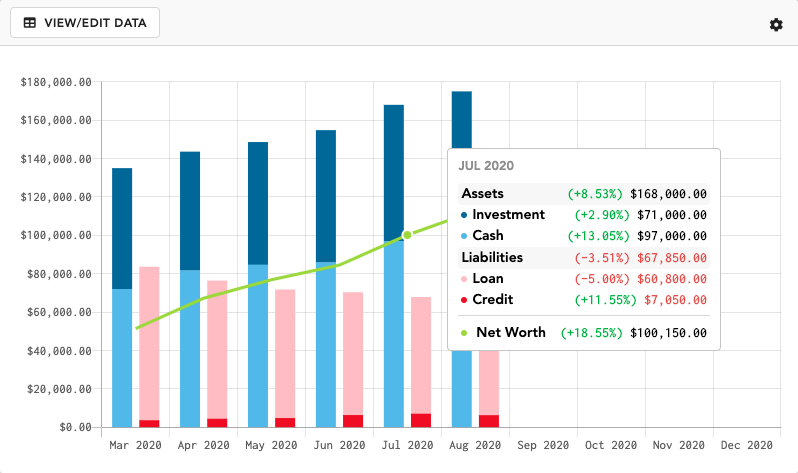 VIEW/EDIT DATA
$180,000.00
$160,000.00
$140,000.00
$120,000.00
$100,000.00
$80,000.00
$60,000.00
$40,000.00
$20,000.00
$0.00
JUL 2020
Assets (+8.53%) $168,000.00
Investment (+2.90%) $71,000.00
Cash (+13.05%) $97,000.00
Liabilities (-3.51%) $67,850.00
Loan (-5.00%) $60,800.00
Credit (+11.55%) $7,050.00
Net Worth (+18.55%) $100,150.00
Mar 2020 Apr 2020 May 2020 Jun 2020 Jul 2020 Aug 2020 Sep 2020 Oct 2020 Nov 2020 Dec 2020